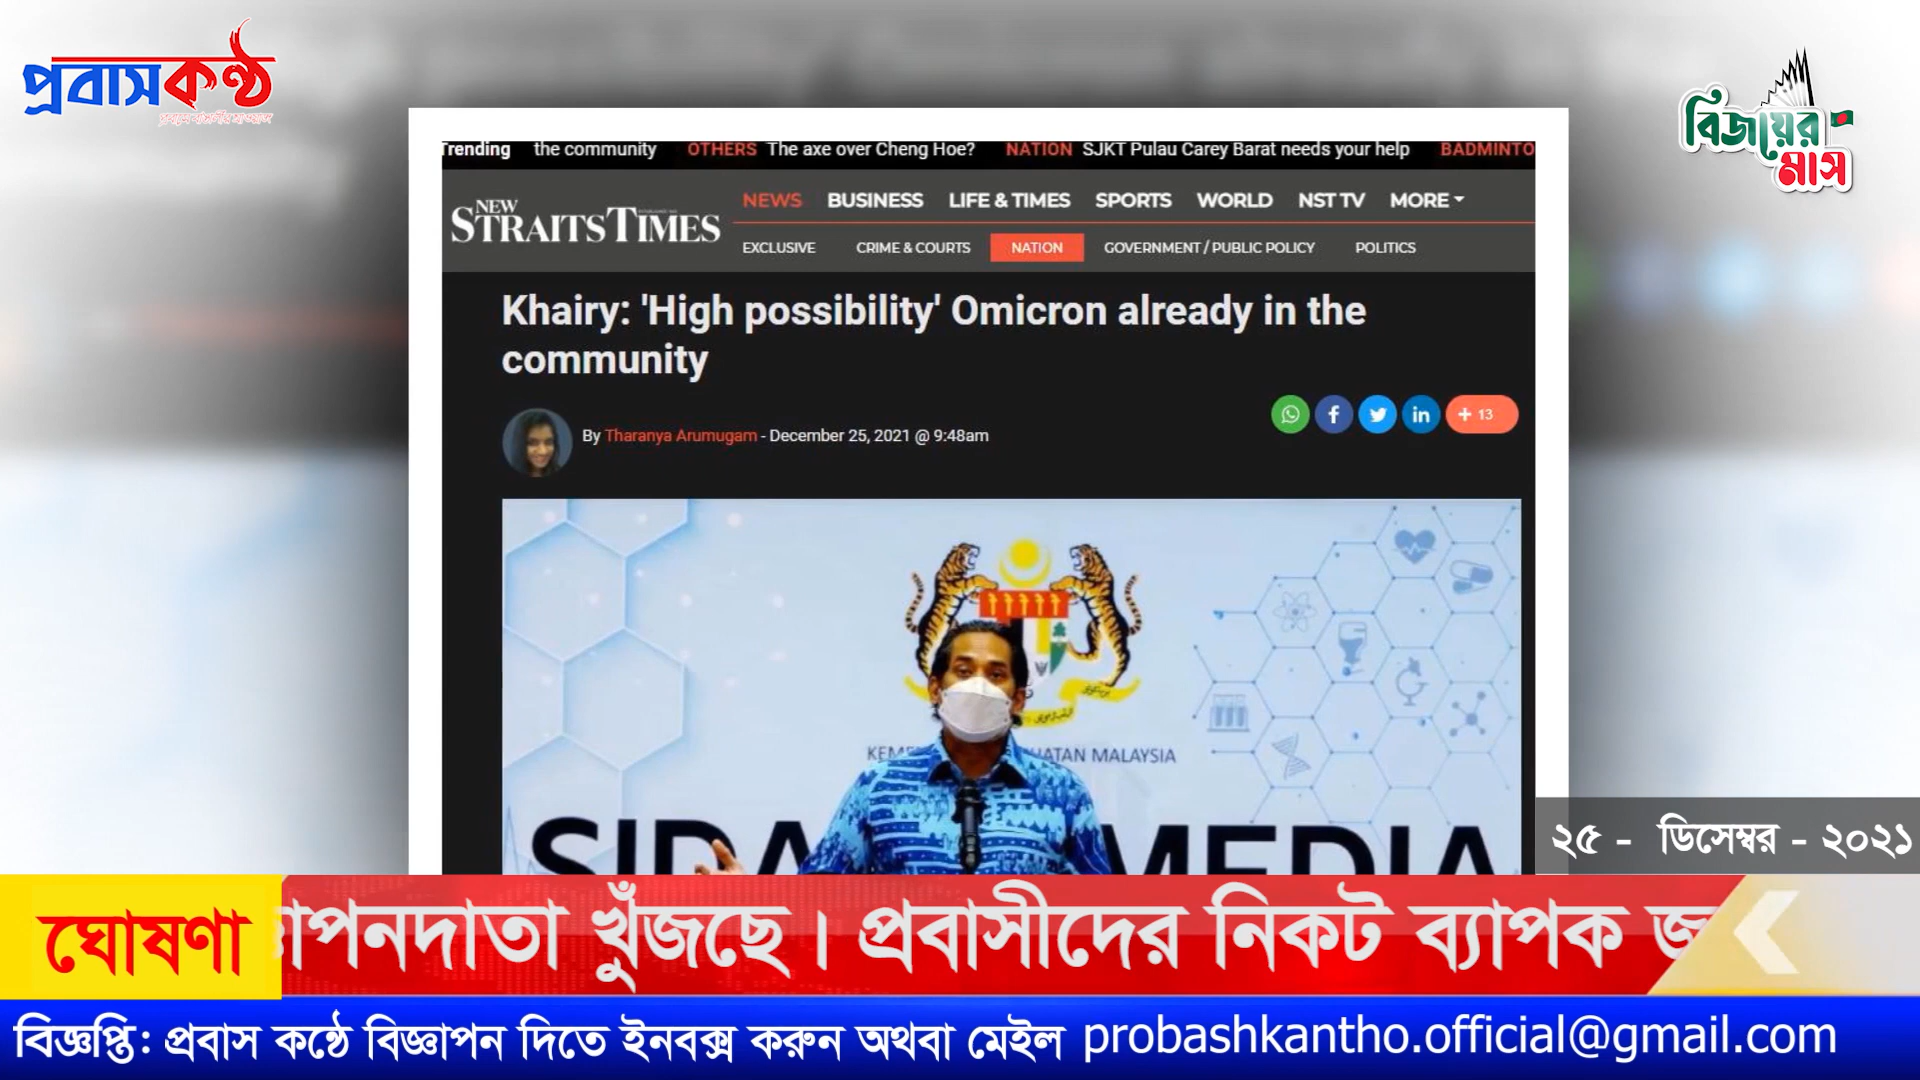 প্রবাসকণ্ঠ
বিজয়ের
মাস
Trending the community OTHERS The axe over Cheng Hoe? NATION SJKT Pulau Carey Barat needs your help BADMINTO
NEW STRAITS TIMES
NEWS BUSINESS LIFE & TIMES SPORTS WORLD NST TV MORE
EXCLUSIVE CRIME & COURTS NATION GOVERNMENT / PUBLIC POLICY POLITICS
Khairy: 'High possibility' Omicron already in the
community
By Tharanya Arumugam - December 25, 2021 @ 9:48am
+ 13
MALAYSIA
MEDIA
২৫ - ডিসেম্বর - ২০২১
ঘোষণা
খুঁজছে। প্রবাসীদের নিকট ব্যাপক
বিজ্ঞপ্তি: প্রবাস কন্ঠে বিজ্ঞাপন দিতে ইনবক্স করুন অথবা মেইল probashkantho.official@gmail.com